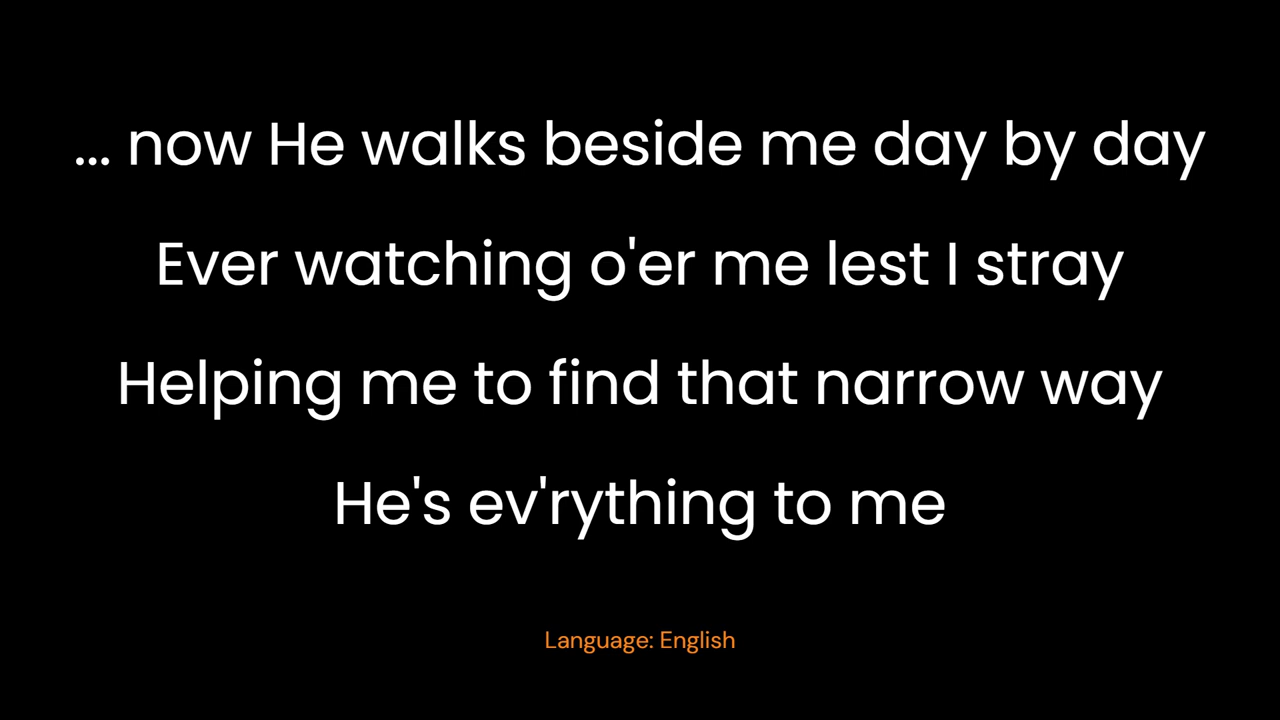 ... now He walks beside me day by day
Ever watching o'er me lest I stray
Helping me to find that narrow way
He's ev'rything to me
Language: English